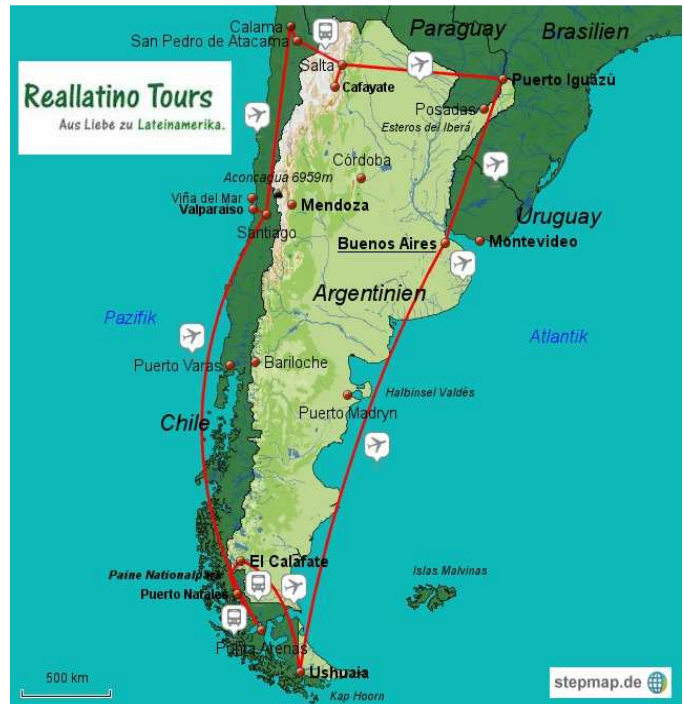 Calama
Paraguay
Brasilien
San Pedro de Atacama
Salta
Puerto Iguazú
Cafayate
Reallatino Tours
Aus Liebe zu Lateinamerika.
Posadas
Esteros del Iberá
Córdoba
Aconcagua 6959m
Viña del Mar
Valparaiso
Mendoza
Santiago
Uruguay
Buenos Aires
Montevideo
Argentinien
Pazifik
Atlantik
Puerto Varas
Bariloche
Halbinsel Valdés
Puerto Madryn
Chile
El Calafate
Paine Nationalpark
Islas Malvinas
Puerto Natales
Punta Arenas
500 km
Ushuaia
stepmap.de
Kap Hoorn